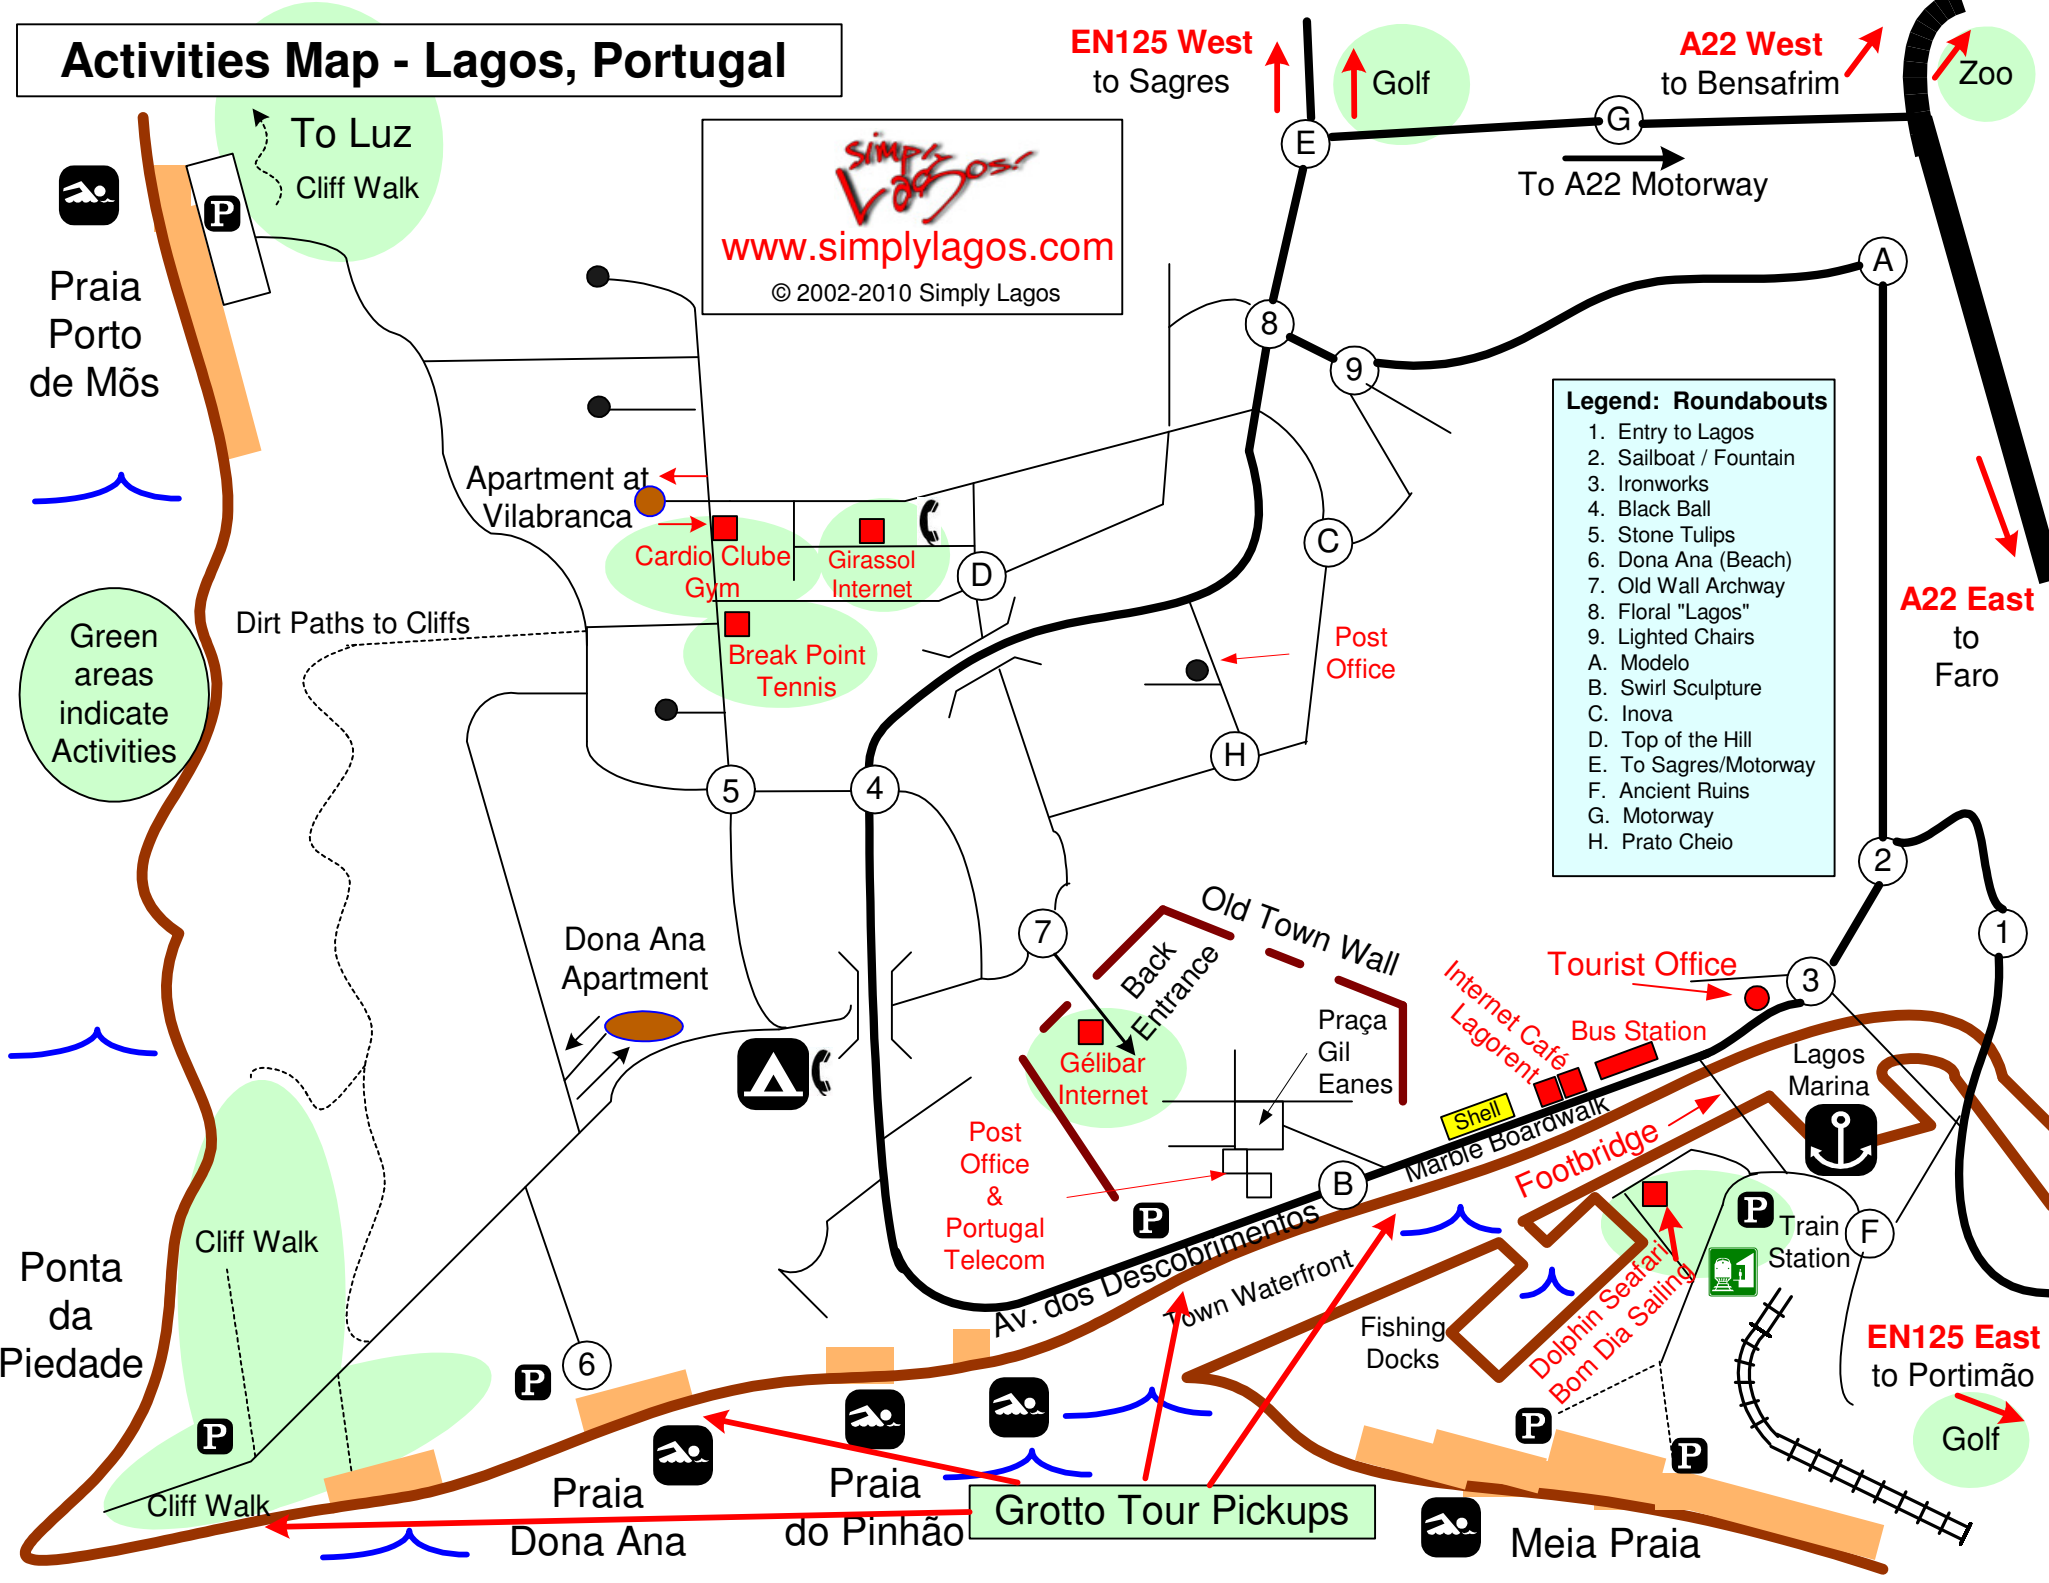 Activities Map - Lagos, Portugal
EN125 West
to Sagres
Golf
A22 West
to Bensafrim
Zoo
To Luz
Cliff Walk
P
simply
Lagos!
www.simplylagos.com
© 2002-2010 Simply Lagos
E
G
To A22 Motorway
A
8
9
Praia
Porto
de Mõs
Legend: Roundabouts
1. Entry to Lagos
2. Sailboat / Fountain
3. Ironworks
4. Black Ball
5. Stone Tulips
6. Dona Ana (Beach)
7. Old Wall Archway
8. Floral "Lagos"
9. Lighted Chairs
A. Modelo
B. Swirl Sculpture
C. Inova
D. Top of the Hill
E. To Sagres/Motorway
F. Ancient Ruins
G. Motorway
H. Prato Cheio
Apartment at
Vilabranca
Cardio Clube
Gym
Girassol
Internet
D
C
A22 East
to
Faro
Green
areas
indicate
Activities
Dirt Paths to Cliffs
Break Point
Tennis
Post
Office
H
5
4
2
1
7
3
Dona Ana
Apartment
Old Town Wall
Back
Entrance
Praça
Gil
Eanes
Gélibar
Internet
Internet Café
Lagorent
Tourist Office
Bus Station
Shell
Marble Boardwalk
Lagos
Marina
Footbridge
Post
Office
&
Portugal
Telecom
P
B
Av. dos Descobrimentos
Town Waterfront
Fishing
Docks
Dolphin Seafari
Bom Dia Sailing
P
Train
Station
F
EN125 East
to Portimão
Golf
Cliff Walk
Ponta
da
Piedade
P
Cliff Walk
P
6
Praia
Dona Ana
Praia
do Pinhão
Grotto Tour Pickups
P
P
Meia Praia